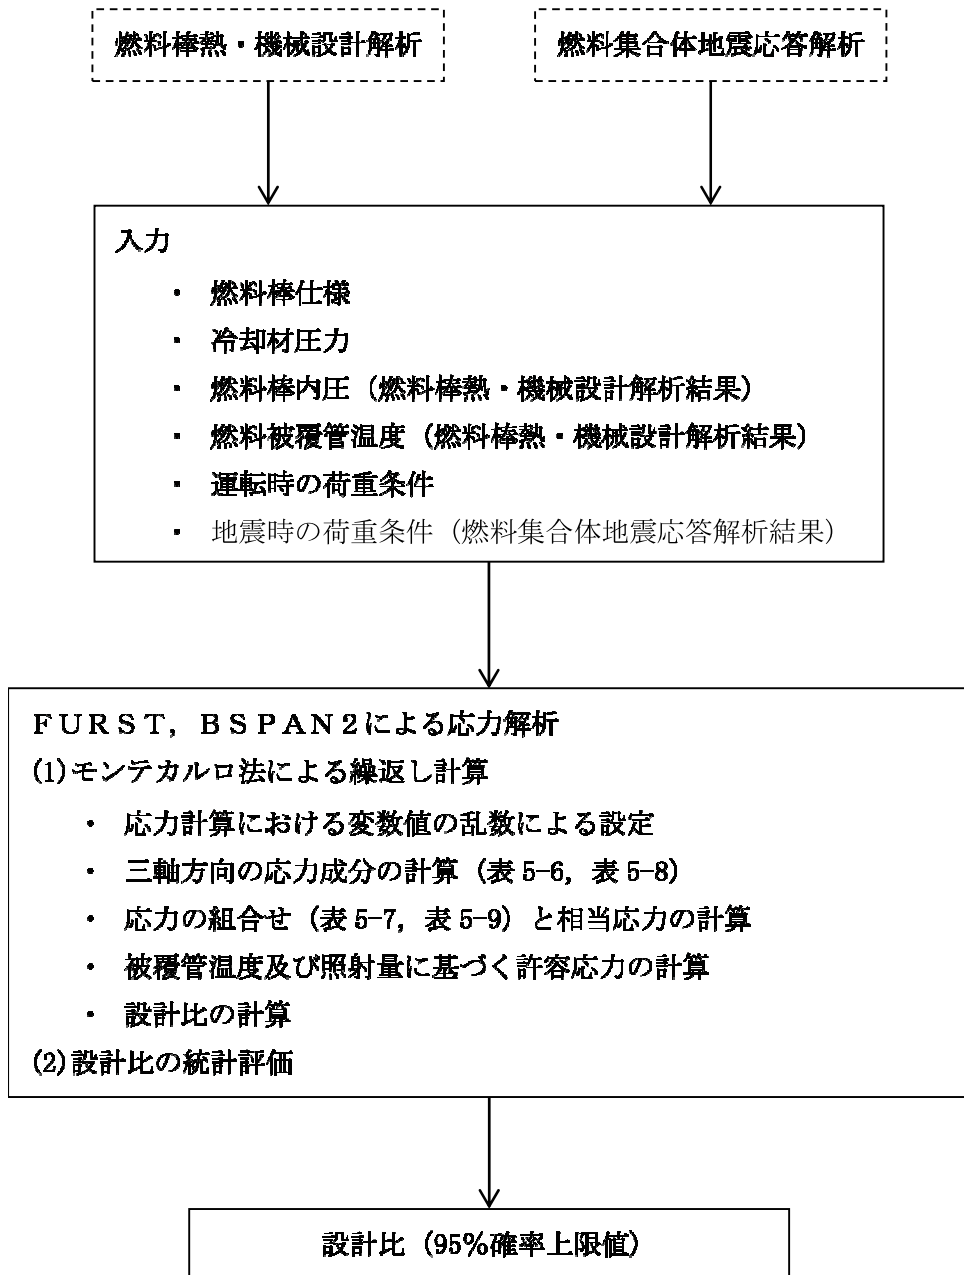 燃料棒熱・機械設計解析
燃料集合体地震応答解析
入力
・ 燃料棒仕様
・ 冷却材圧力
・ 燃料棒内圧（燃料棒熱・機械設計解析結果）
・ 燃料被覆管温度（燃料棒熱・機械設計解析結果）
・ 運転時の荷重条件
・ 地震時の荷重条件（燃料集合体地震応答解析結果）
ＦＵＲＳＴ，ＢＳＰＡＮ２による応力解析
(1)モンテカルロ法による繰返し計算
・ 応力計算における変数値の乱数による設定
・ 三軸方向の応力成分の計算（表 5-6，表 5-8）
・ 応力の組合せ（表 5-7，表 5-9）と相当応力の計算
・ 被覆管温度及び照射量に基づく許容応力の計算
・ 設計比の計算
(2)設計比の統計評価
設計比（95％確率上限値）